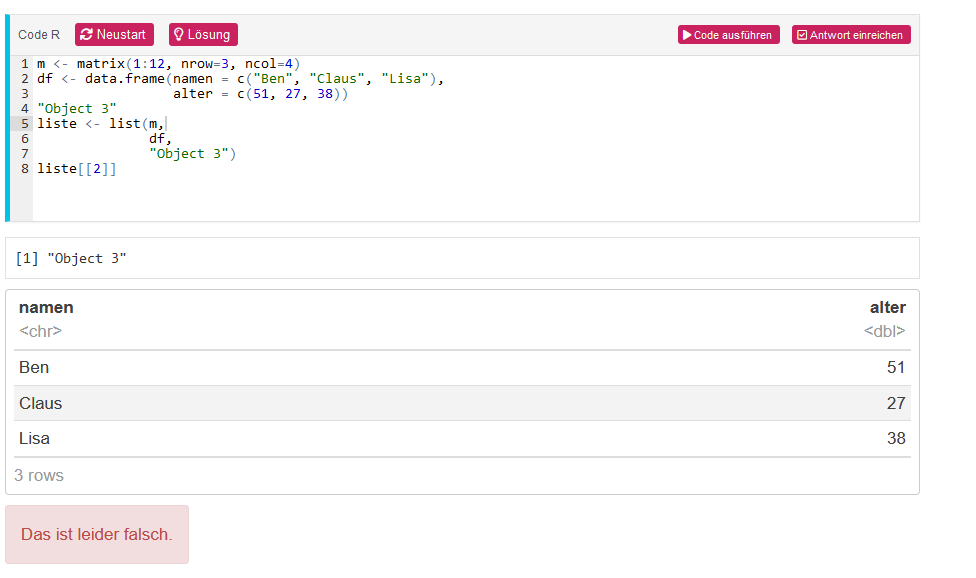 Code R Neustart Lösung Code ausführen Antwort einreichen
1 m <- matrix(1:12, nrow=3, ncol=4)
2 df <- data.frame(namen = c("Ben", "Claus", "Lisa"),
3                  alter = c(51, 27, 38))
4 "Object 3"
5 liste <- list(m,
6               df,
7               "Object 3")
8 liste[[2]]
[1] "Object 3"
namen alter
<chr> <dbl>
Ben 51
Claus 27
Lisa 38
3 rows
Das ist leider falsch.